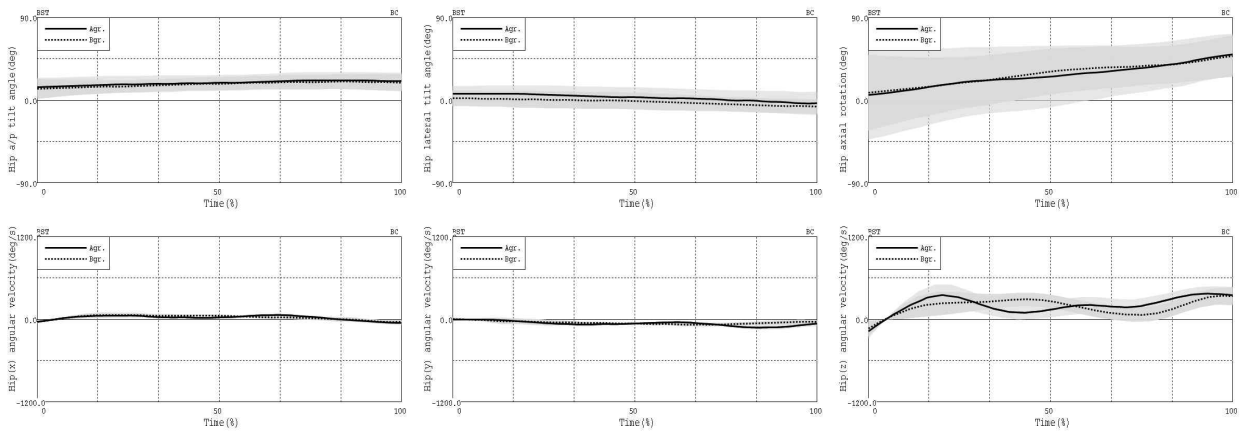 BST BC
90.0
Agr.
Bgr.
0.0
-90.0
0 50 100
Time(%)
Hip a/p tilt angle(deg)
BST BC
90.0
Agr.
Bgr.
0.0
-90.0
0 50 100
Time(%)
Hip lateral tilt angle(deg)
BST BC
90.0
Agr.
Bgr.
0.0
-90.0
0 50 100
Time(%)
Hip axial rotation(deg)
BST BC
1200.0
Agr.
Bgr.
0.0
-1200.0
0 50 100
Time(%)
Hip(x) angular velocity(deg/s)
BST BC
1200.0
Agr.
Bgr.
0.0
-1200.0
0 50 100
Time(%)
Hip(y) angular velocity(deg/s)
BST BC
1200.0
Agr.
Bgr.
0.0
-1200.0
0 50 100
Time(%)
Hip(z) angular velocity(deg/s)